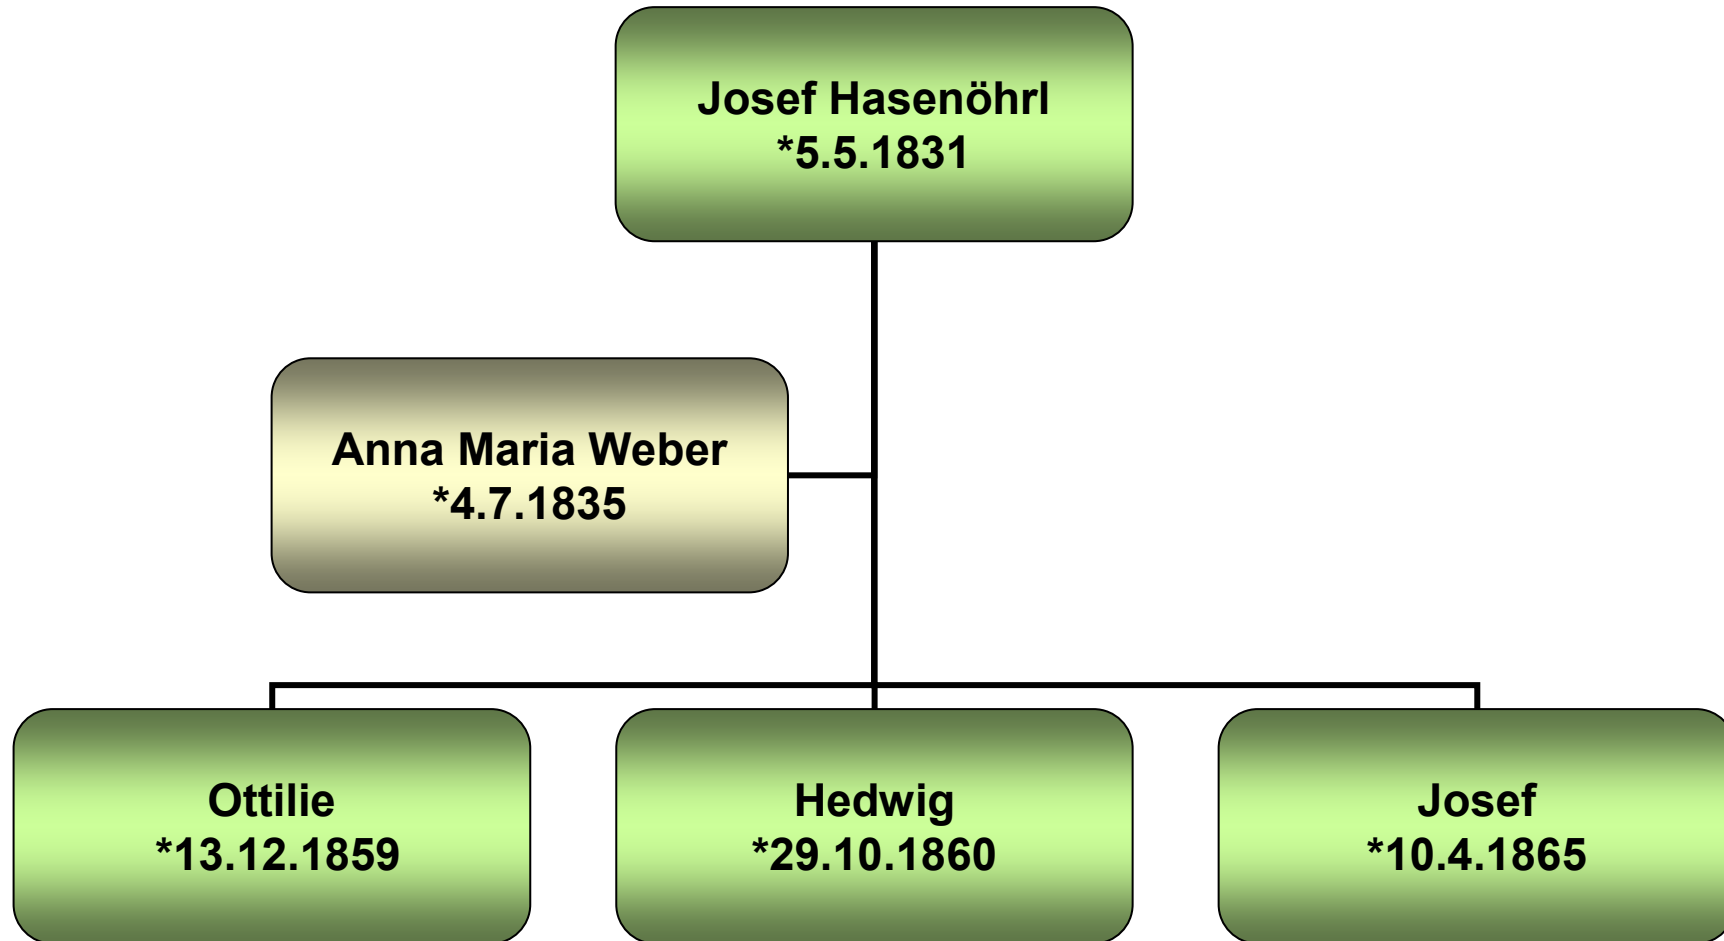 Josef Hasenöhrl
*5.5.1831
Anna Maria Weber
*4.7.1835
Ottilie
*13.12.1859
Hedwig
*29.10.1860
Josef
*10.4.1865